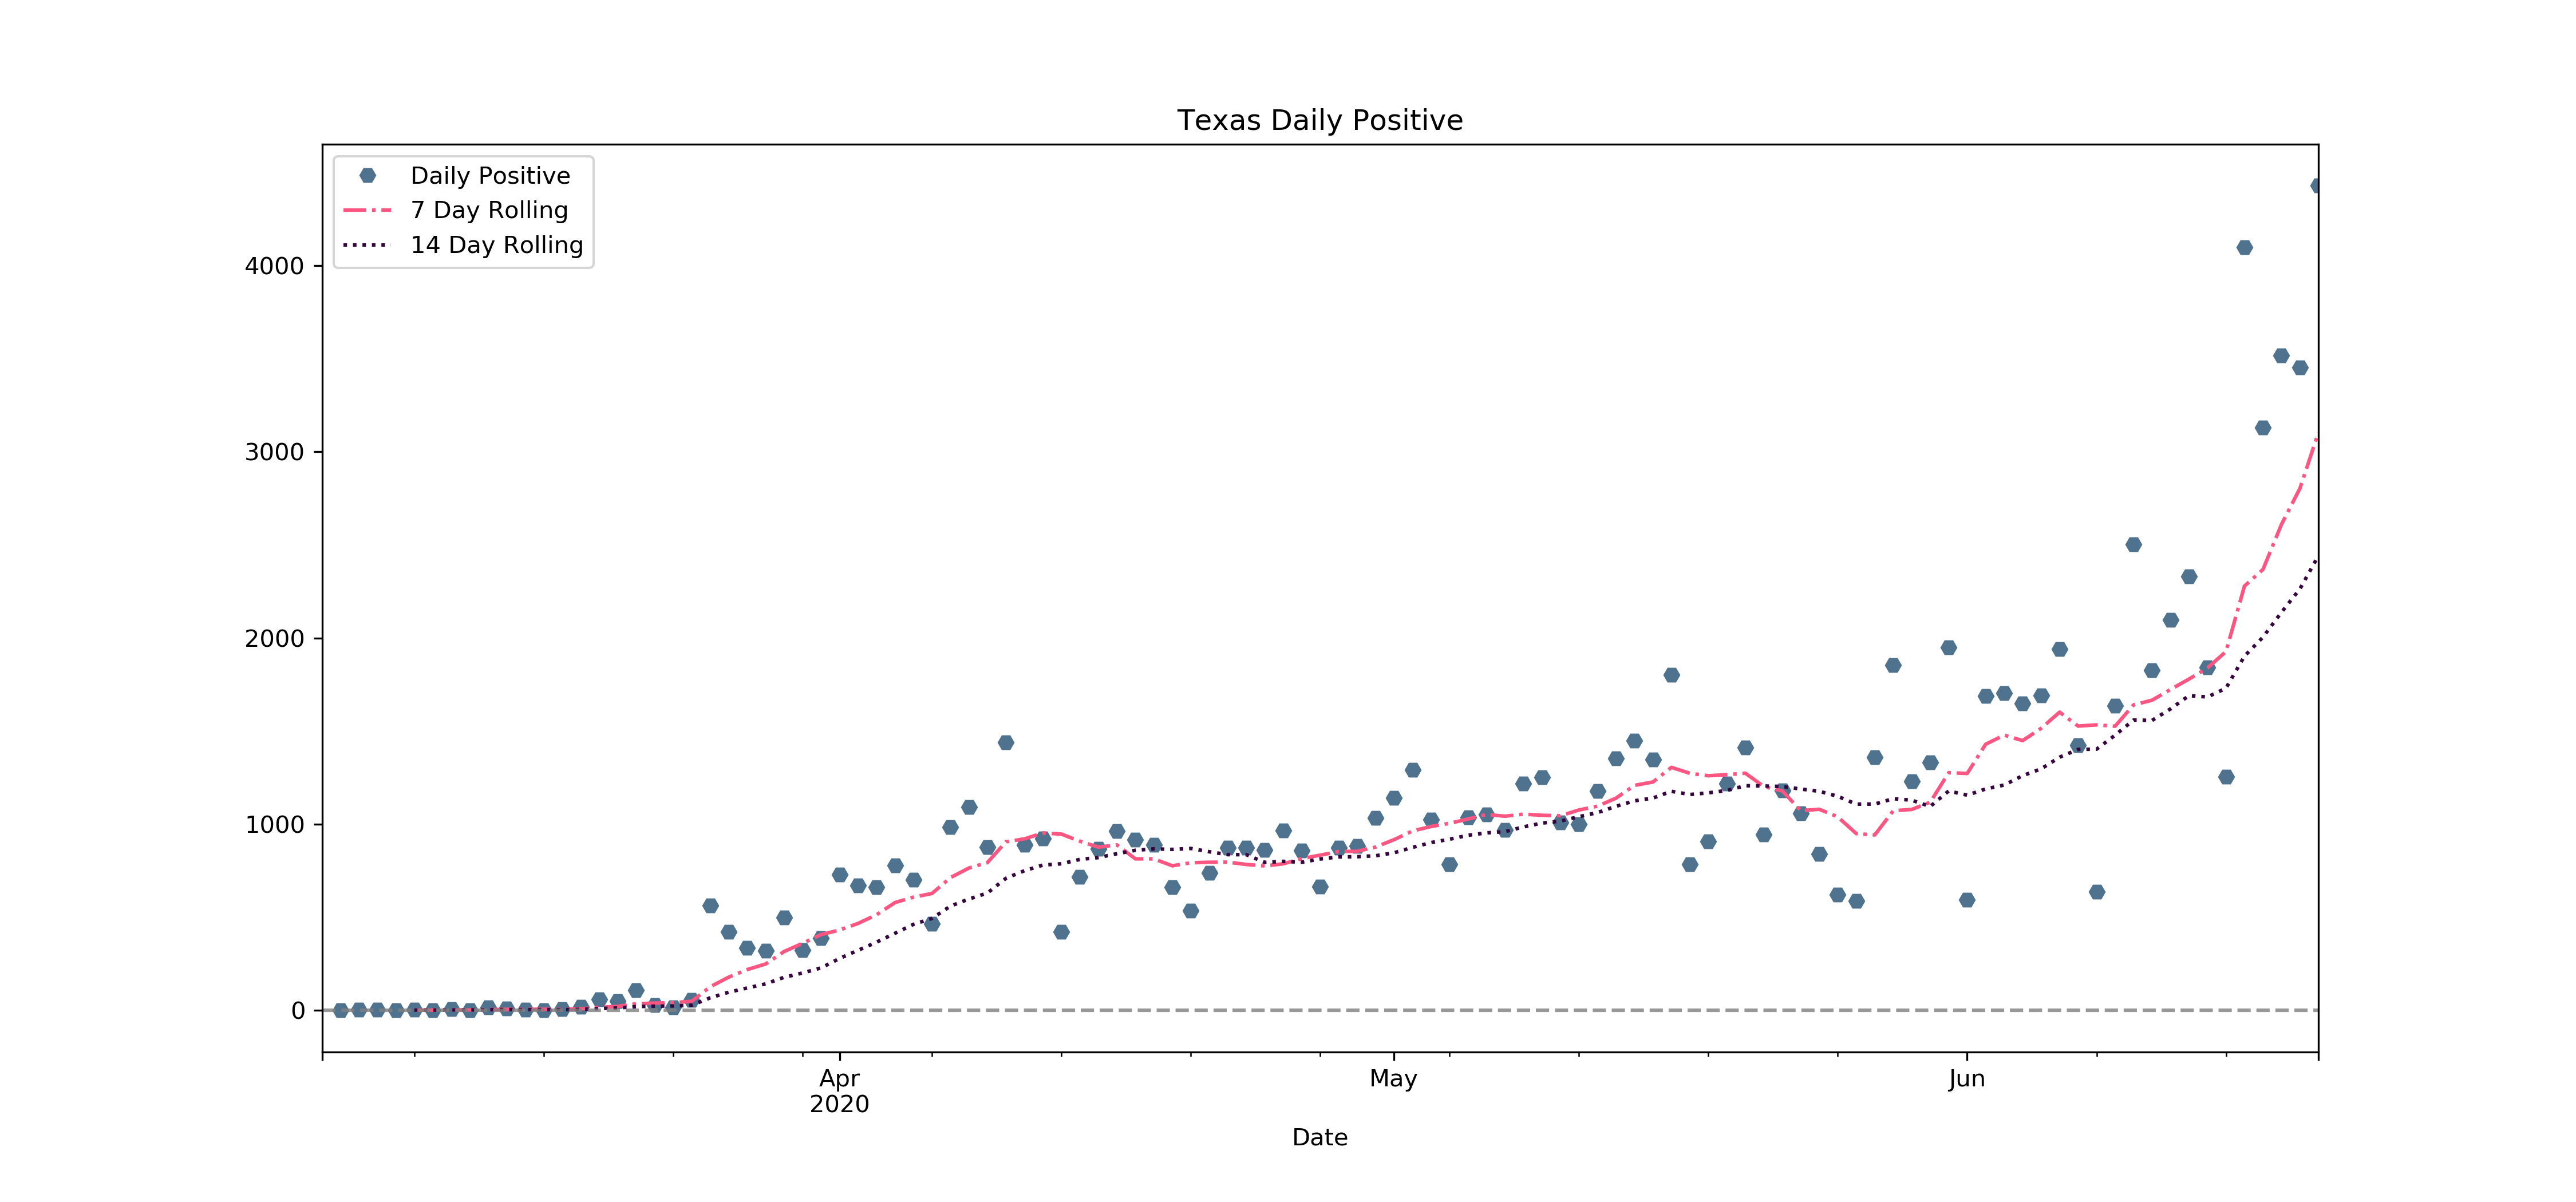 Texas Daily Positive
Daily Positive
7 Day Rolling
14 Day Rolling
4000
3000
2000
1000
0
Apr
2020
May
Jun
Date